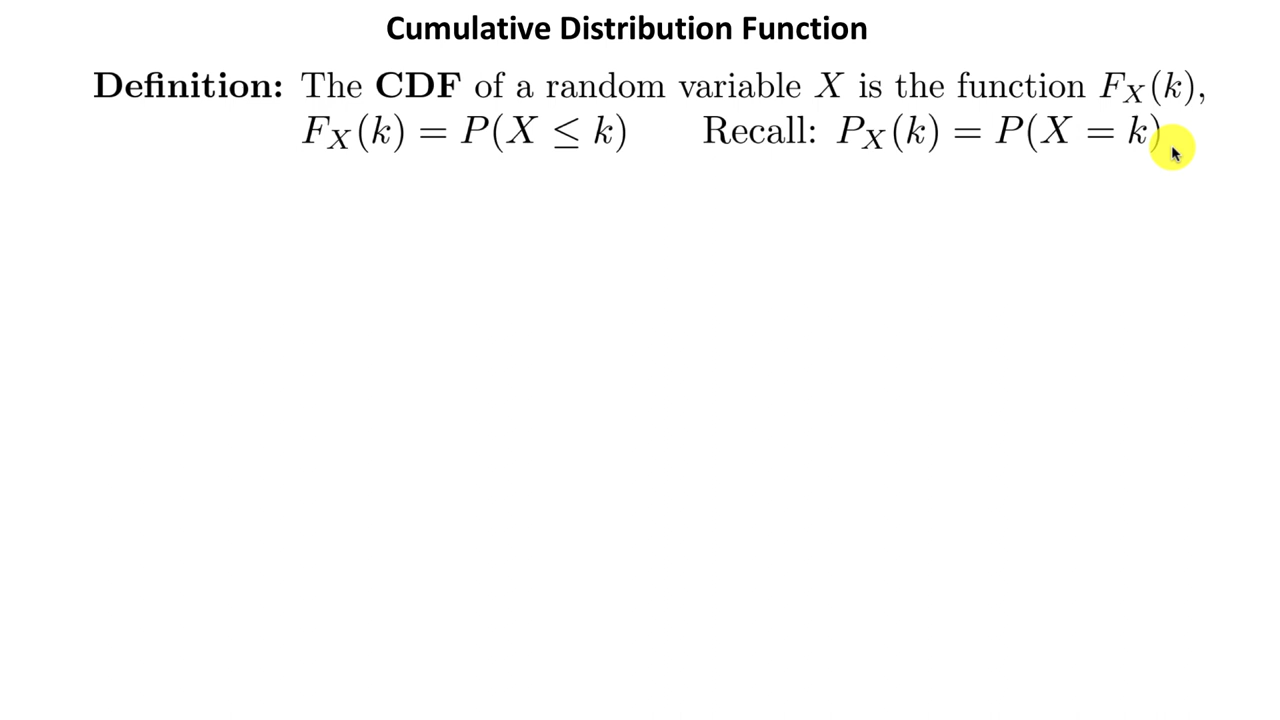 Cumulative Distribution Function
Definition: The CDF of a random variable X is the function F_X(k),
F_X(k) = P(X ≤ k) Recall: P_X(k) = P(X = k)